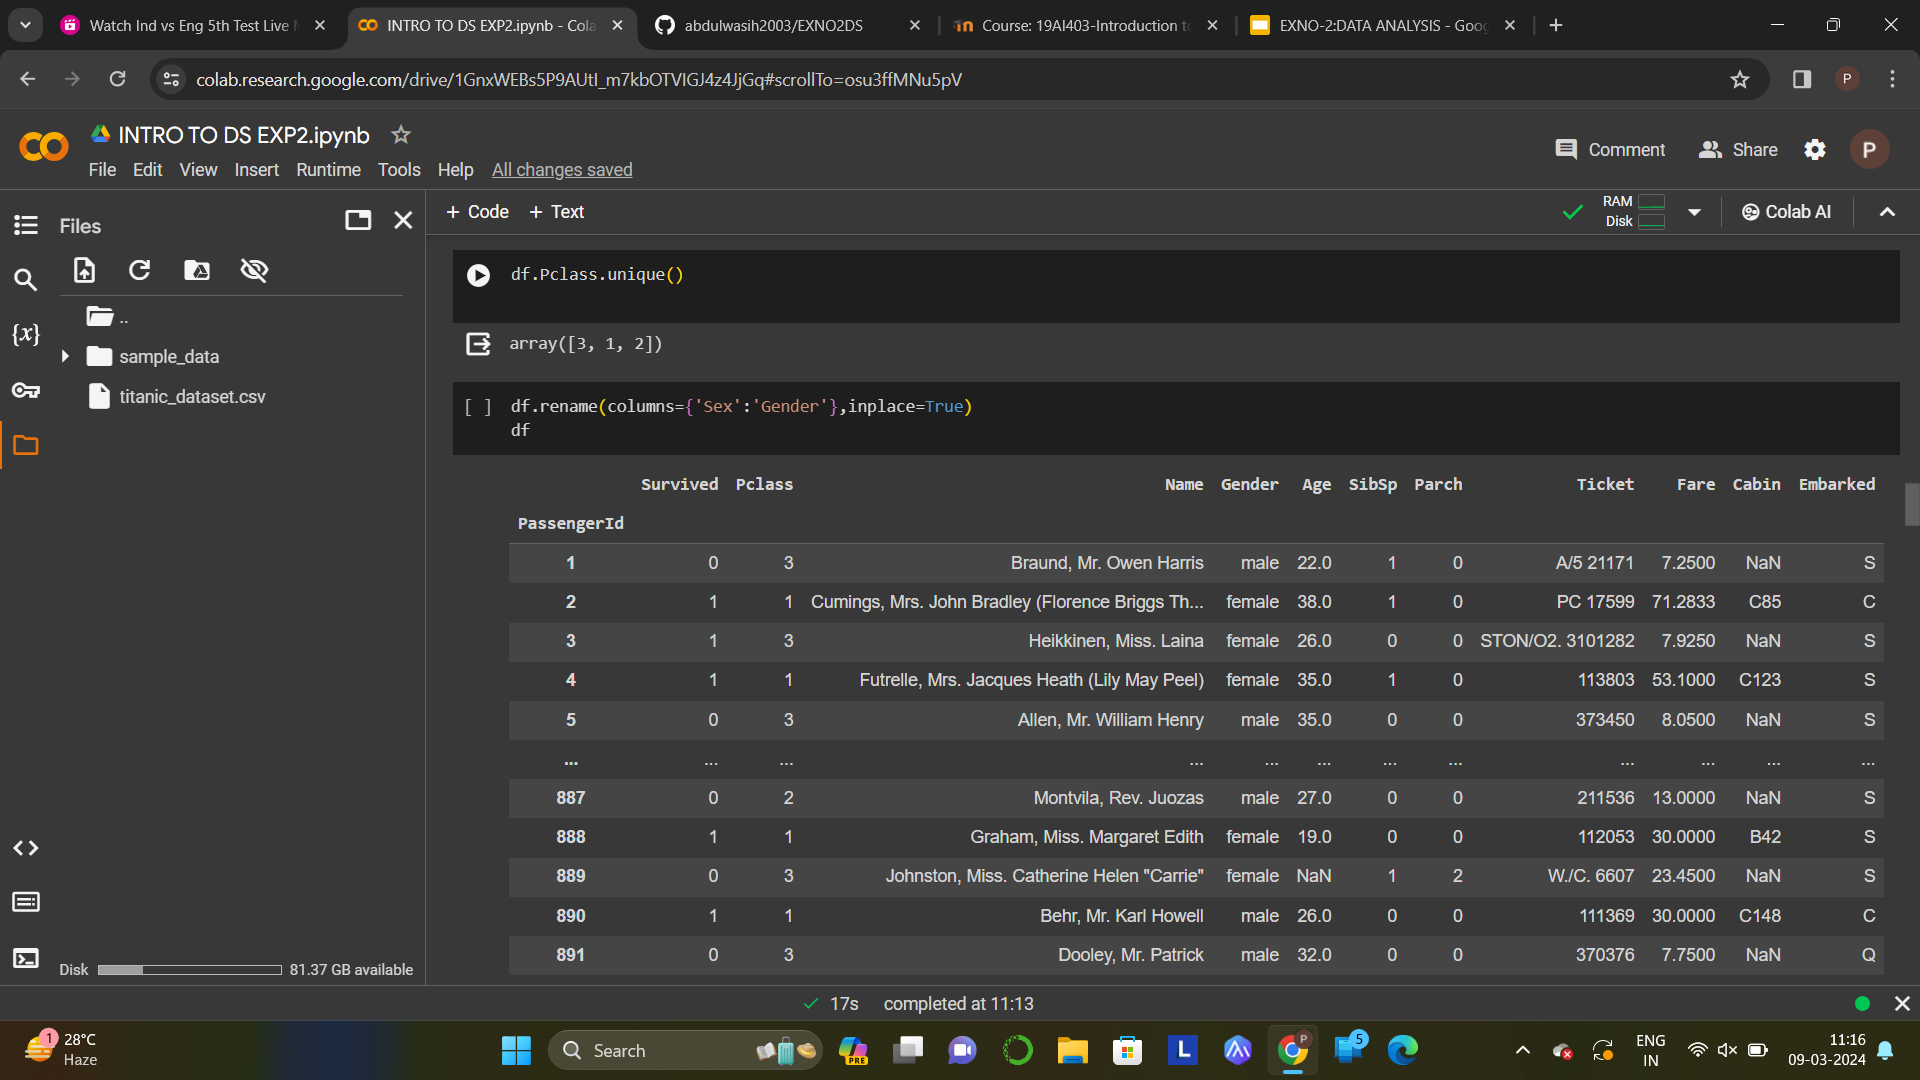 Watch Ind vs Eng 5th Test Live
INTRO TO DS EXP2.ipynb - Cola
abdulwasih2003/EXNO2DS
Course: 19AI403-Introduction to
EXNO-2:DATA ANALYSIS - Goog
colab.research.google.com/drive/1GnxWEBs5P9AUtI_m7kbOTVIGJ4z4JjGq#scrollTo=osu3ffMNu5pV
P
INTRO TO DS EXP2.ipynb
Comment Share P
File Edit View Insert Runtime Tools Help All changes saved
Files
+ Code + Text
RAM
Disk
Colab AI
df.Pclass.unique()
{x}
..
array([3, 1, 2])
sample_data
titanic_dataset.csv
[ ] df.rename(columns={'Sex':'Gender'},inplace=True)
df
Survived Pclass Name Gender Age SibSp Parch Ticket Fare Cabin Embarked
PassengerId
1 0 3 Braund, Mr. Owen Harris male 22.0 1 0 A/5 21171 7.2500 NaN S
2 1 1 Cumings, Mrs. John Bradley (Florence Briggs Th... female 38.0 1 0 PC 17599 71.2833 C85 C
3 1 3 Heikkinen, Miss. Laina female 26.0 0 0 STON/O2. 3101282 7.9250 NaN S
4 1 1 Futrelle, Mrs. Jacques Heath (Lily May Peel) female 35.0 1 0 113803 53.1000 C123 S
5 0 3 Allen, Mr. William Henry male 35.0 0 0 373450 8.0500 NaN S
... ... ... ... ... ... ... ... ... ... ... ...
887 0 2 Montvila, Rev. Juozas male 27.0 0 0 211536 13.0000 NaN S
888 1 1 Graham, Miss. Margaret Edith female 19.0 0 0 112053 30.0000 B42 S
889 0 3 Johnston, Miss. Catherine Helen "Carrie" female NaN 1 2 W./C. 6607 23.4500 NaN S
890 1 1 Behr, Mr. Karl Howell male 26.0 0 0 111369 30.0000 C148 C
891 0 3 Dooley, Mr. Patrick male 32.0 0 0 370376 7.7500 NaN Q
Disk 81.37 GB available
17s completed at 11:13
1
28°C
Haze
Search
PRE
L
P
5
ENG
IN
11:16
09-03-2024